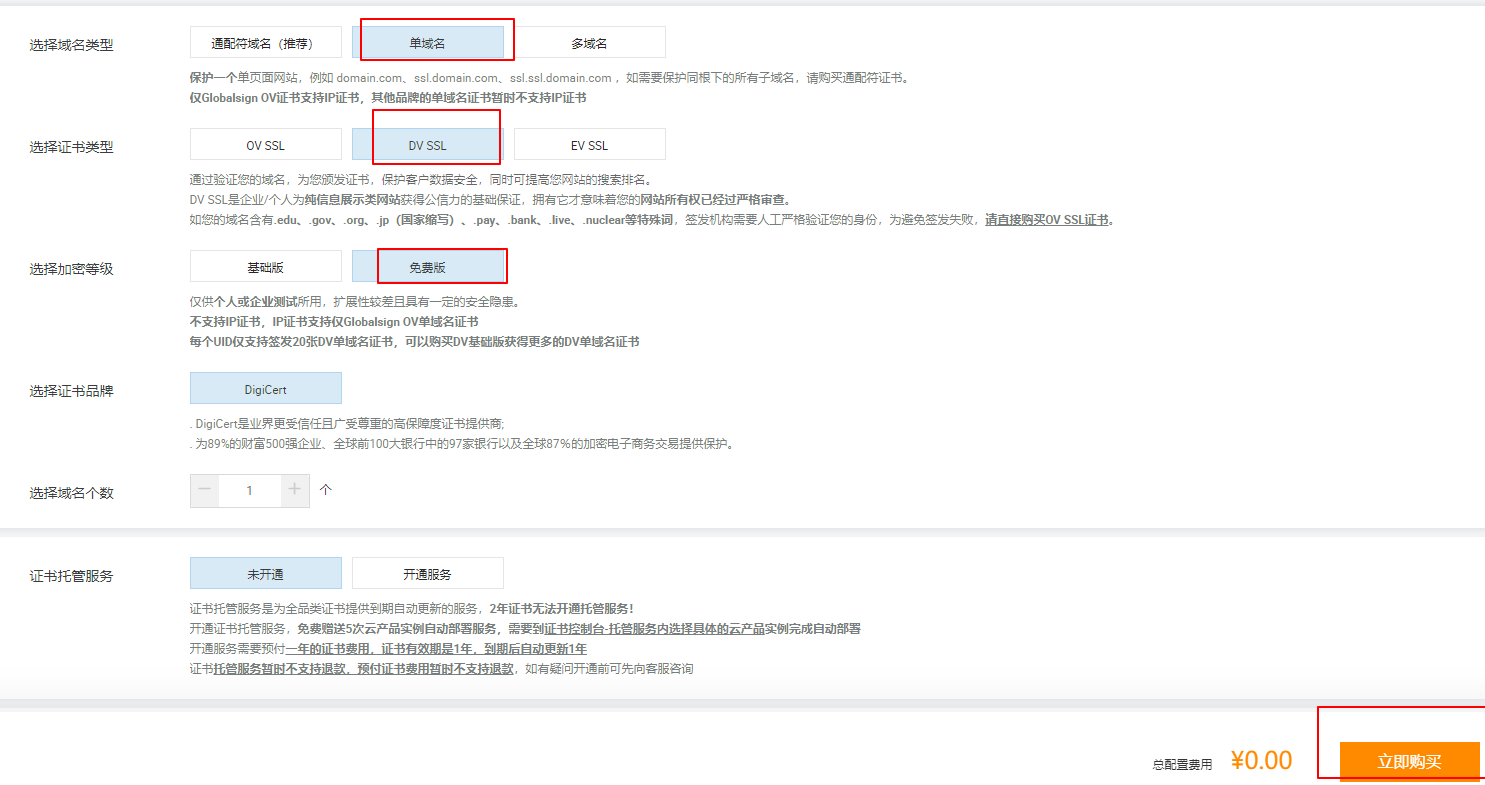 选择域名类型
通配符域名（推荐） 单域名 多域名
保护一个单页面网站，例如 domain.com、ssl.domain.com、ssl.ssl.domain.com ，如需要保护同根下的所有子域名，请购买通配符证书。
仅Globalsign OV证书支持IP证书，其他品牌的单域名证书暂时不支持IP证书
选择证书类型
OV SSL DV SSL EV SSL
通过验证您的域名，为您颁发证书，保护客户数据安全，同时可提高您网站的搜索排名。
DV SSL是企业/个人为纯信息展示类网站获得公信力的基础保证，拥有它才意味着您的网站所有权已经过严格审查。
如您的域名含有.edu、.gov、.org、.jp（国家缩写）、.pay、.bank、.live、.nuclear等特殊词，签发机构需要人工严格验证您的身份，为避免签发失败，请直接购买OV SSL证书。
选择加密等级
基础版 免费版
仅供个人或企业测试所用，扩展性较差且具有一定的安全隐患。
不支持IP证书，IP证书支持仅Globalsign OV单域名证书
每个UID仅支持签发20张DV单域名证书，可以购买DV基础版获得更多的DV单域名证书
选择证书品牌
DigiCert
. DigiCert是业界更受信任且广受尊重的高保障度证书提供商;
. 为89%的财富500强企业、全球前100大银行中的97家银行以及全球87%的加密电子商务交易提供保护。
选择域名个数
− 1 + 个
证书托管服务
未开通 开通服务
证书托管服务是为全品类证书提供到期自动更新的服务，2年证书无法开通托管服务！
开通证书托管服务，免费赠送5次云产品实例自动部署服务，需要到证书控制台-托管服务内选择具体的云产品实例完成自动部署
开通服务需要预付一年的证书费用，证书有效期是1年，到期后自动更新1年
证书托管服务暂时不支持退款，预付证书费用暂时不支持退款，如有疑问开通前可先向客服咨询
总配置费用 ¥0.00 立即购买